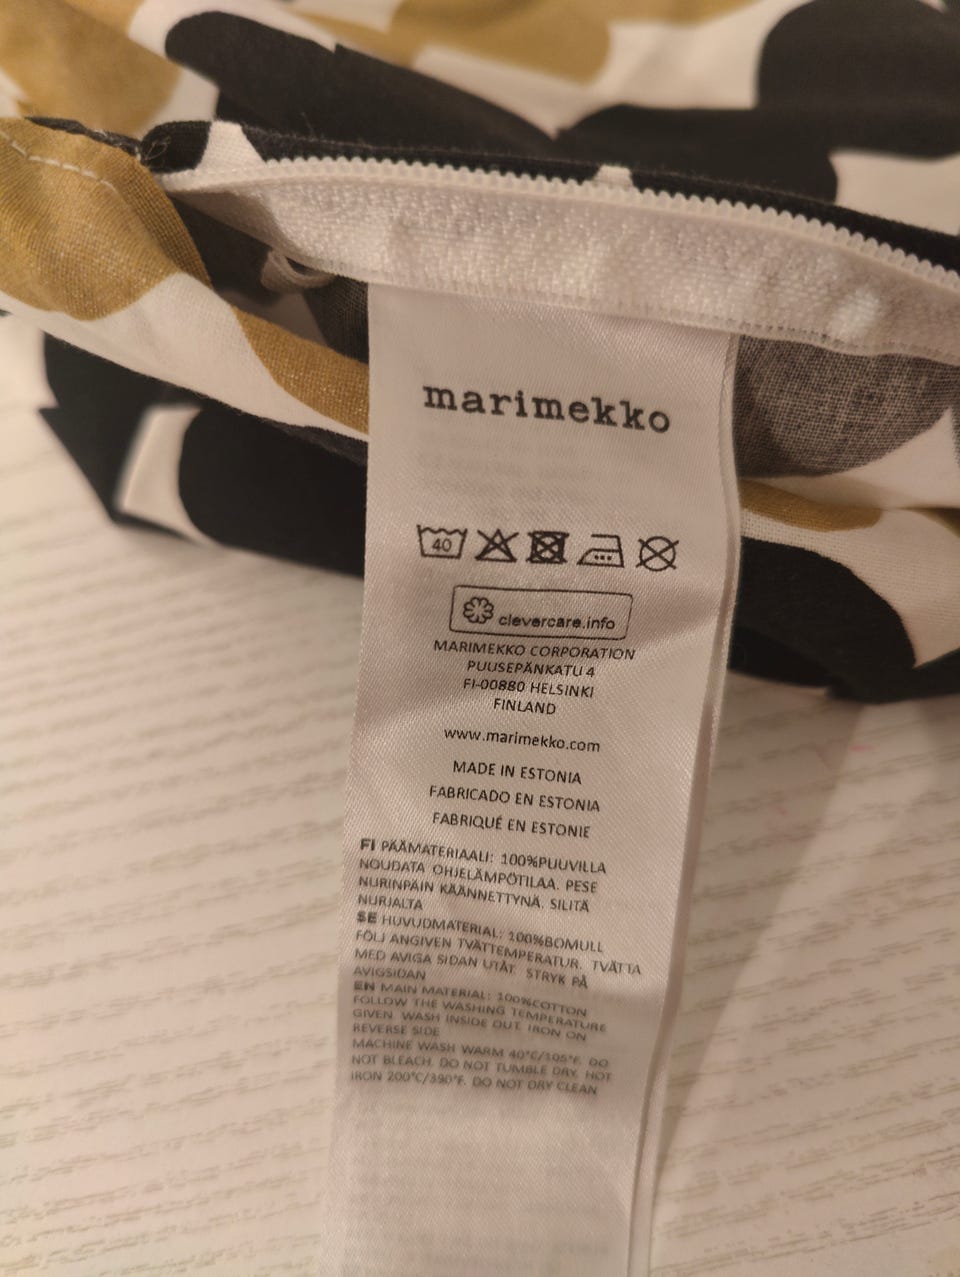 marimekko
40
clevercare.info
MARIMEKKO CORPORATION
PUUSEPÄNKATU 4
FI-00880 HELSINKI
FINLAND
www.marimekko.com
MADE IN ESTONIA
FABRICADO EN ESTONIA
FABRIQUÉ EN ESTONIE
FI PÄÄMATERIAALI: 100%PUUVILLA
NOUDATA OHJELÄMPÖTILAA. PESE
NURINPÄIN KÄÄNNETTYNÄ. SILITÄ
NURJALTA
SE HUVUDMATERIAL: 100%BOMULL
FÖLJ ANGIVEN TVÄTTEMPERATUR. TVÄTTA
MED AVIGA SIDAN UTÅT. STRYK PÅ
AVIGSIDAN
EN MAIN MATERIAL: 100%COTTON
FOLLOW THE WASHING TEMPERATURE
GIVEN. WASH INSIDE OUT. IRON ON
REVERSE SIDE
MACHINE WASH WARM 40°C/105°F. DO
NOT BLEACH. DO NOT TUMBLE DRY. HOT
IRON 200°C/390°F. DO NOT DRY CLEAN